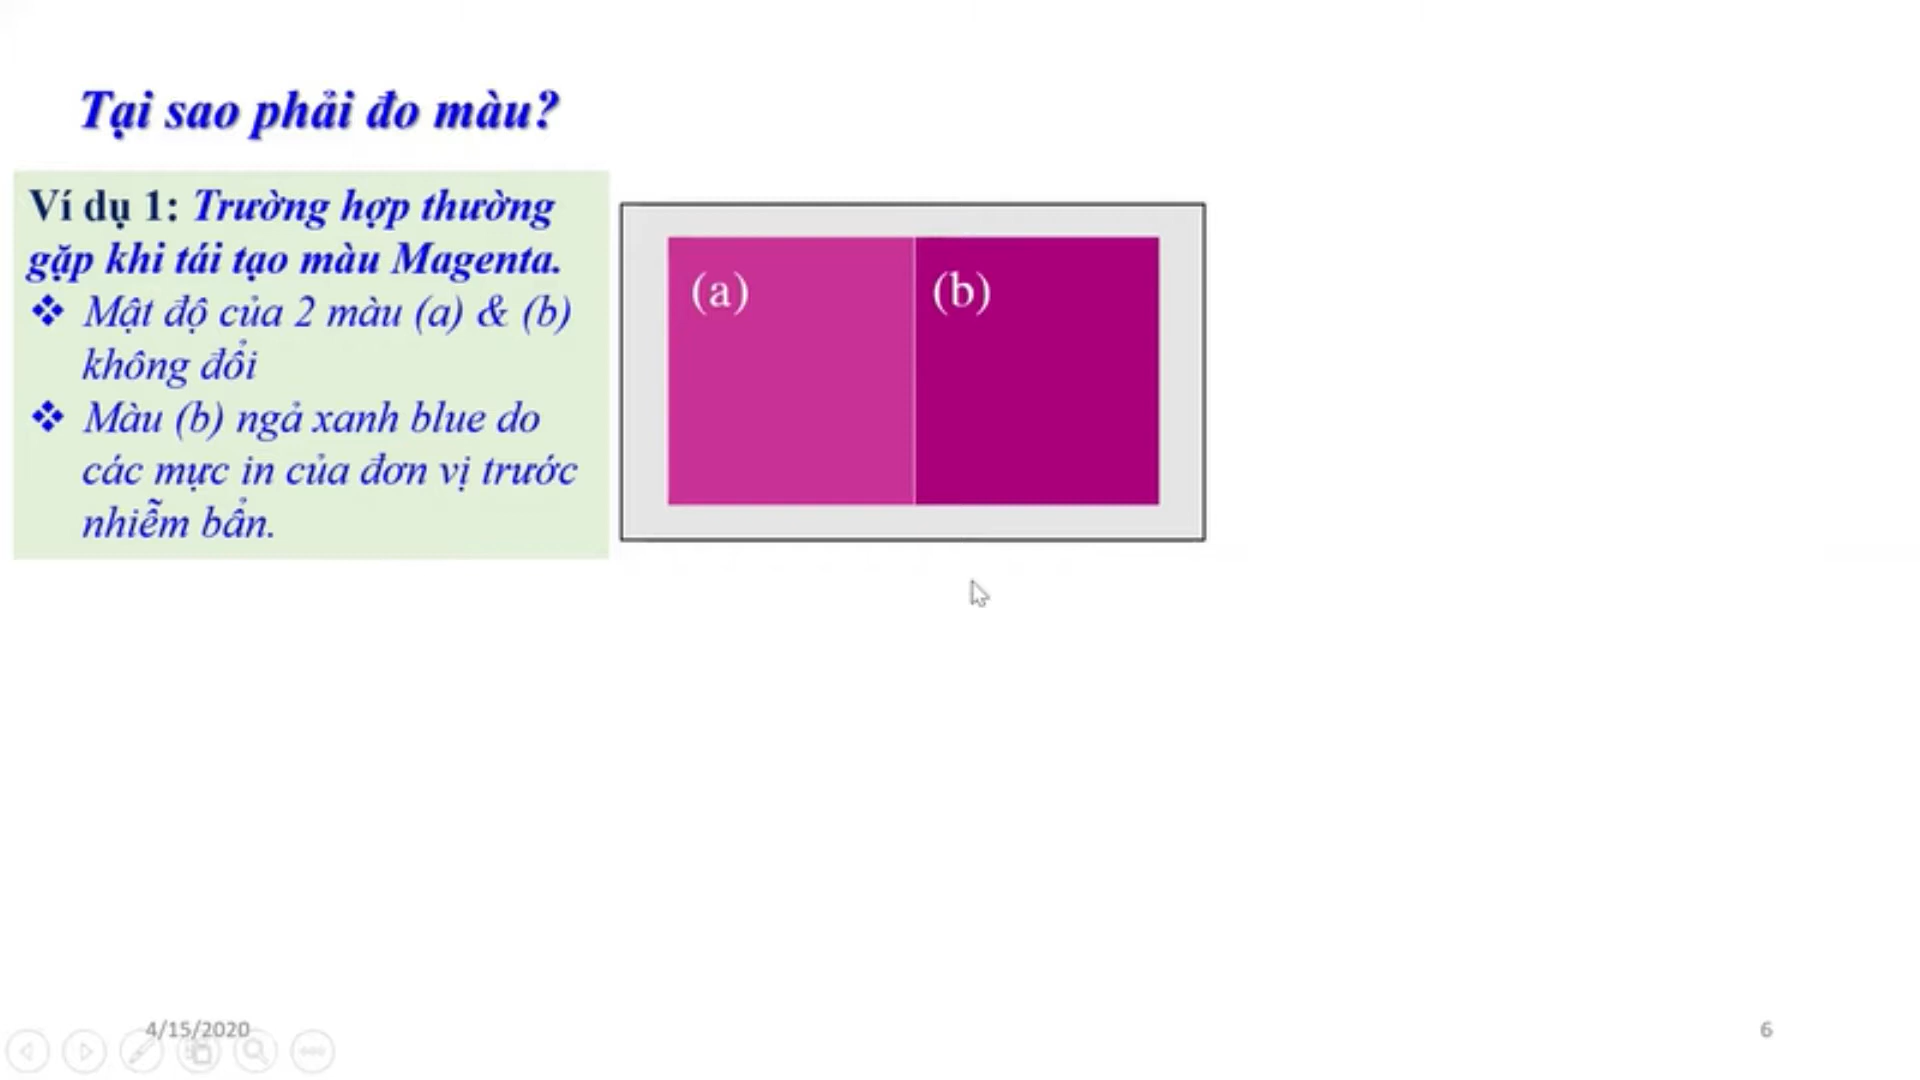 Tại sao phải đo màu?
Ví dụ 1: Trường hợp thường
gặp khi tái tạo màu Magenta.
❖ Mật độ của 2 màu (a) & (b)
không đổi
❖ Màu (b) ngả xanh blue do
các mực in của đơn vị trước
nhiễm bẩn.
(a) (b)
4/15/2020
6